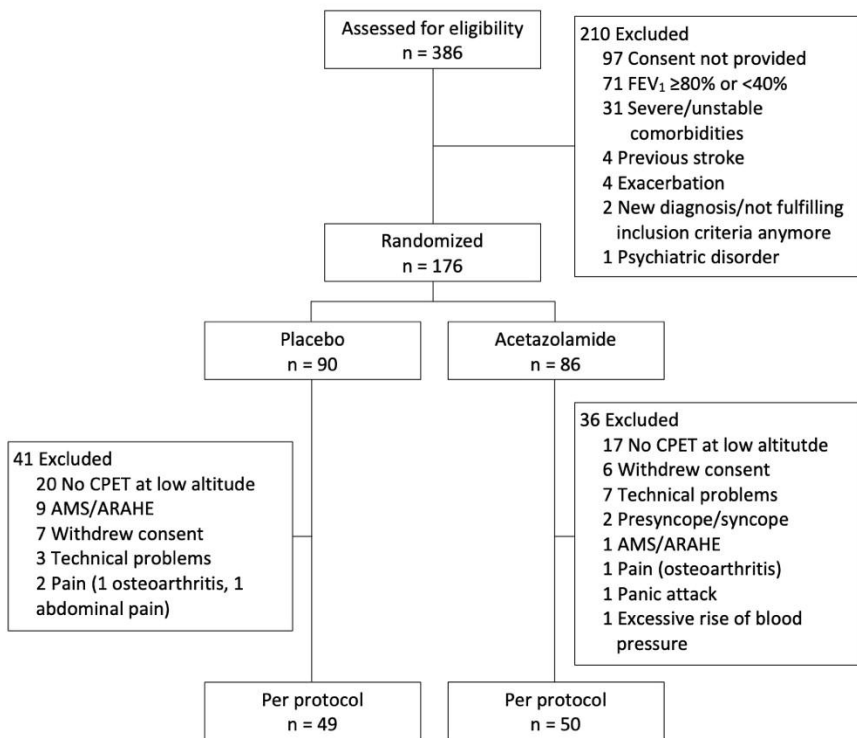 Assessed for eligibility
n = 386
210 Excluded
97 Consent not provided
71 FEV₁ ≥80% or <40%
31 Severe/unstable
comorbidities
4 Previous stroke
4 Exacerbation
2 New diagnosis/not fulfilling
inclusion criteria anymore
1 Psychiatric disorder
Randomized
n = 176
Placebo
n = 90
Acetazolamide
n = 86
41 Excluded
20 No CPET at low altitude
9 AMS/ARAHE
7 Withdrew consent
3 Technical problems
2 Pain (1 osteoarthritis, 1
abdominal pain)
36 Excluded
17 No CPET at low altitutde
6 Withdrew consent
7 Technical problems
2 Presyncope/syncope
1 AMS/ARAHE
1 Pain (osteoarthritis)
1 Panic attack
1 Excessive rise of blood
pressure
Per protocol
n = 49
Per protocol
n = 50